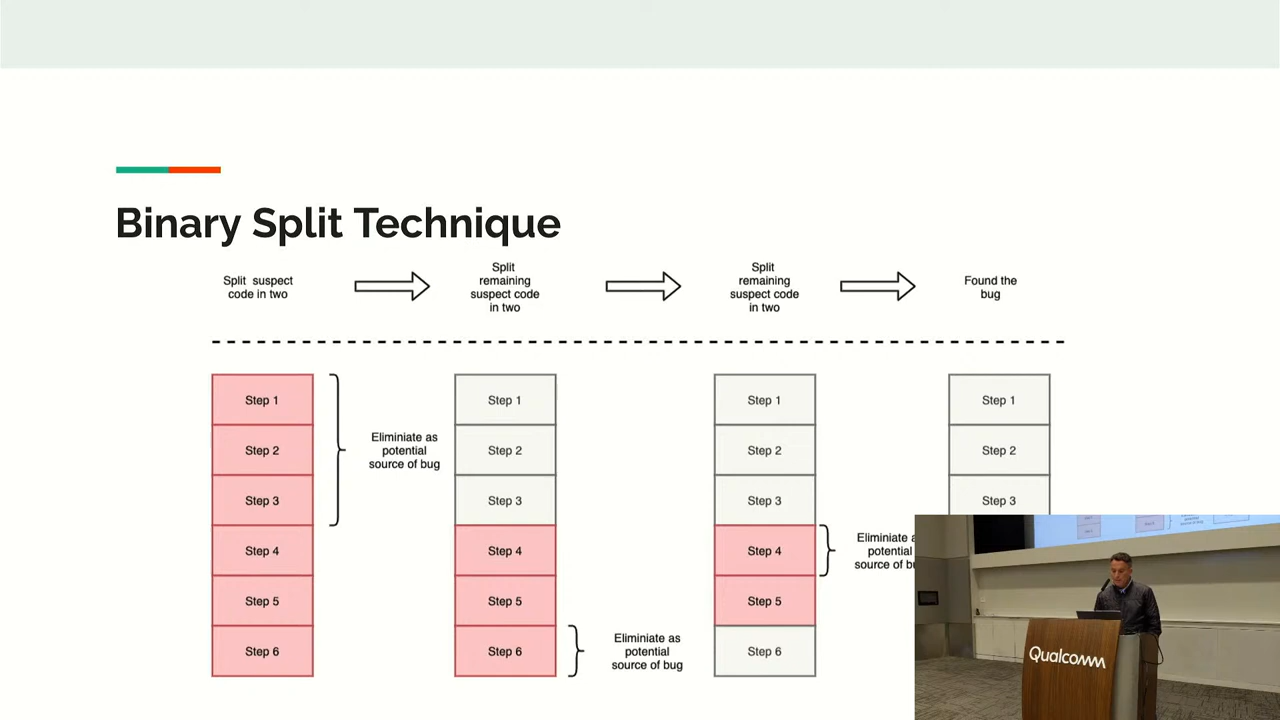 Binary Split Technique
Split suspect
code in two
Split
remaining
suspect code
in two
Split
remaining
suspect code
in two
Found the
bug
Step 1
Step 2
Step 3
Step 4
Step 5
Step 6
Eliminiate as
potential
source of bug
Step 1
Step 2
Step 3
Step 4
Step 5
Step 6
Eliminiate as
potential
source of bug
Step 1
Step 2
Step 3
Step 4
Step 5
Step 6
Eliminiate
potential
source of
Step 1
Step 2
Step 3
Qualcomm